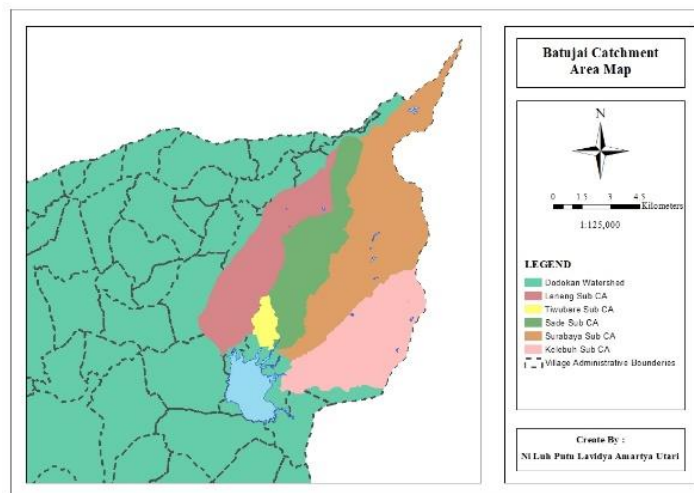 Batujai Catchment
Area Map
N
0 1.5 3 4.5
Kilometers
1:125,000
LEGEND
Dodokan Watershed
Leneng Sub CA
Tiwubare Sub CA
Sade Sub CA
Surabaya Sub CA
Kelebuh Sub CA
Village Administrative Bounderies
Create By :
Ni Luh Putu Lavidya Amartya Utari